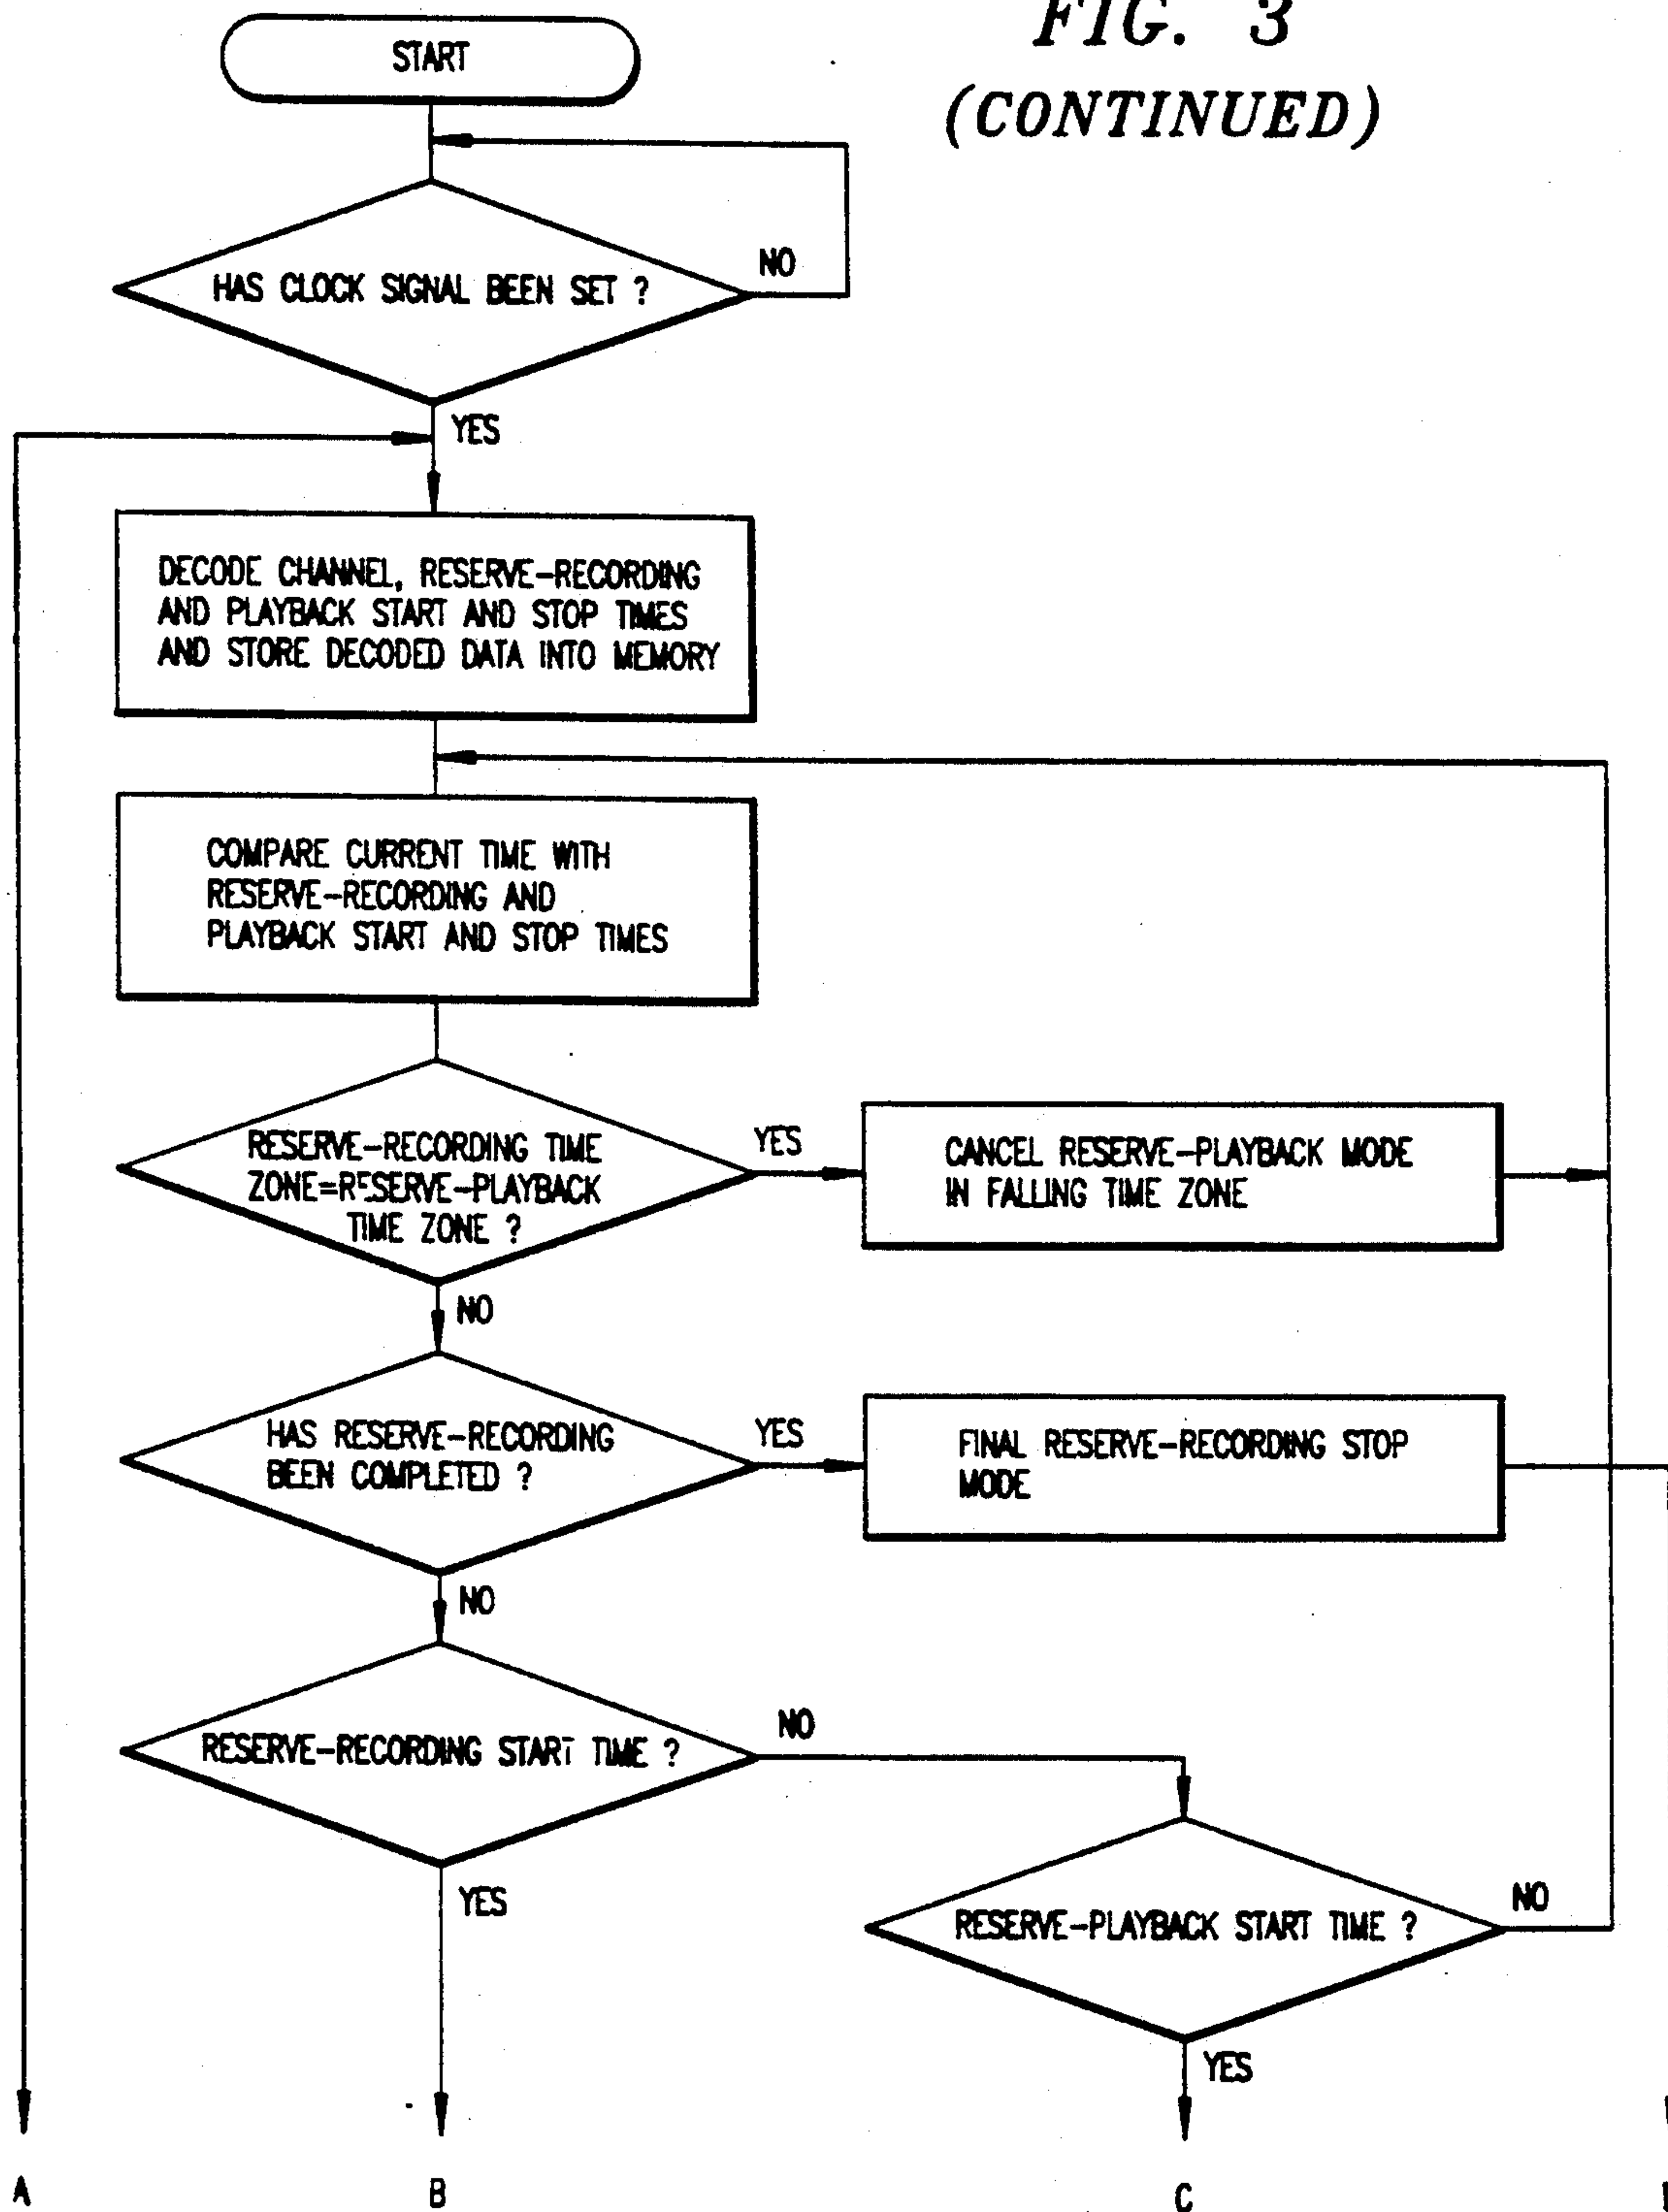 FIG. 3
(CONTINUED)
START
HAS CLOCK SIGNAL BEEN SET ?
NO
YES
DECODE CHANNEL, RESERVE-RECORDING
AND PLAYBACK START AND STOP TIMES
AND STORE DECODED DATA INTO MEMORY
COMPARE CURRENT TIME WITH
RESERVE-RECORDING AND
PLAYBACK START AND STOP TIMES
RESERVE-RECORDING TIME
ZONE=RESERVE-PLAYBACK
TIME ZONE ?
YES
CANCEL RESERVE-PLAYBACK MODE
IN FALLING TIME ZONE
NO
HAS RESERVE-RECORDING
BEEN COMPLETED ?
YES
FINAL RESERVE-RECORDING STOP
MODE
NO
RESERVE-RECORDING START TIME ?
NO
YES
RESERVE-PLAYBACK START TIME ?
NO
YES
A
B
C